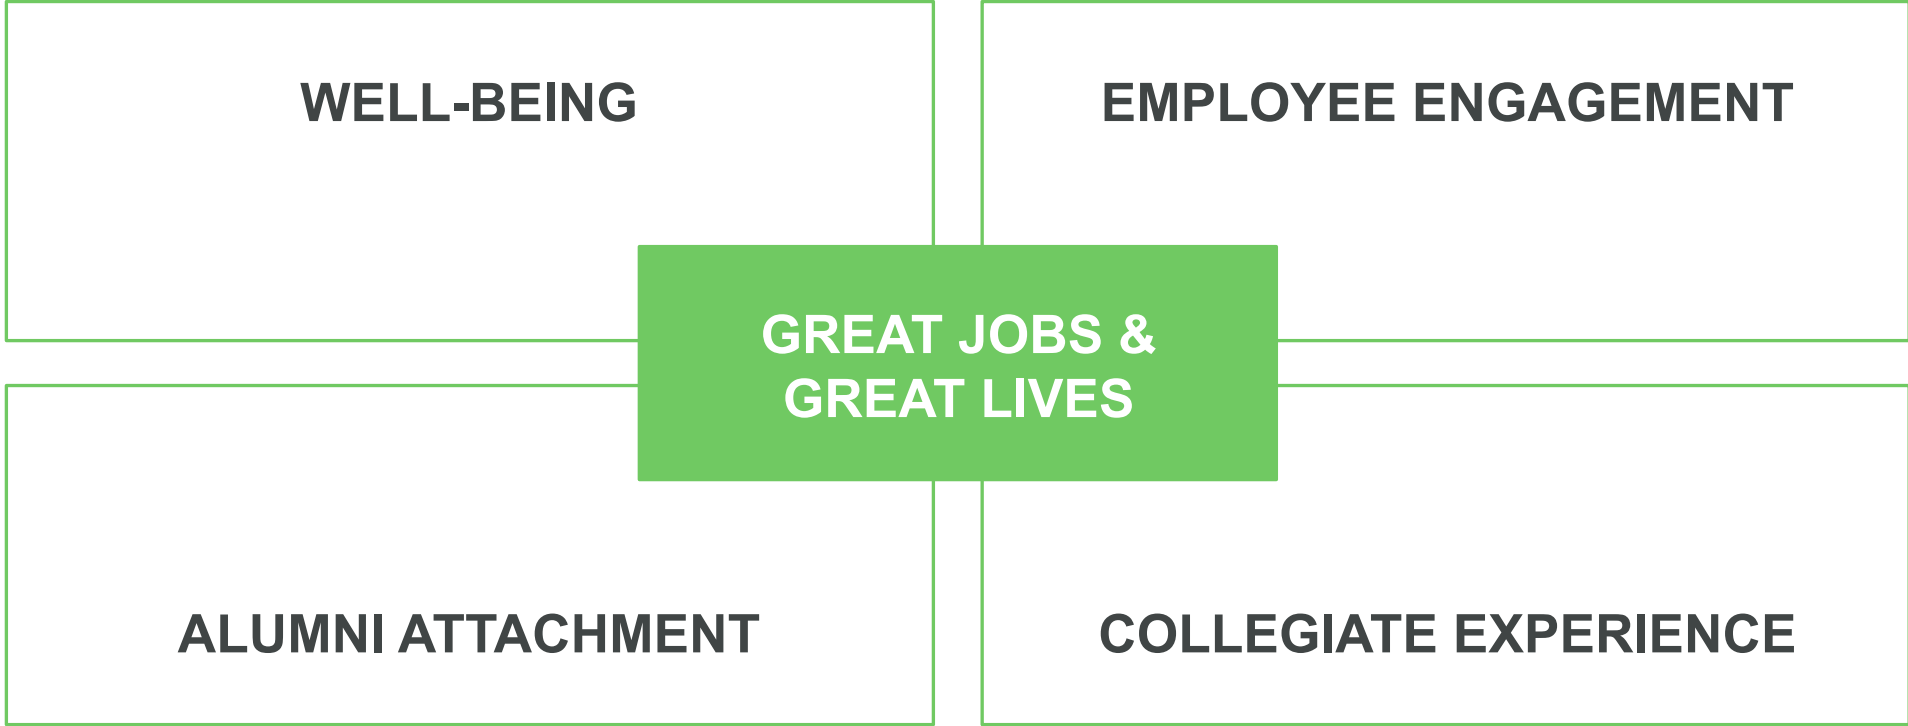 WELL-BEING
EMPLOYEE ENGAGEMENT
GREAT JOBS &
GREAT LIVES
ALUMNI ATTACHMENT
COLLEGIATE EXPERIENCE